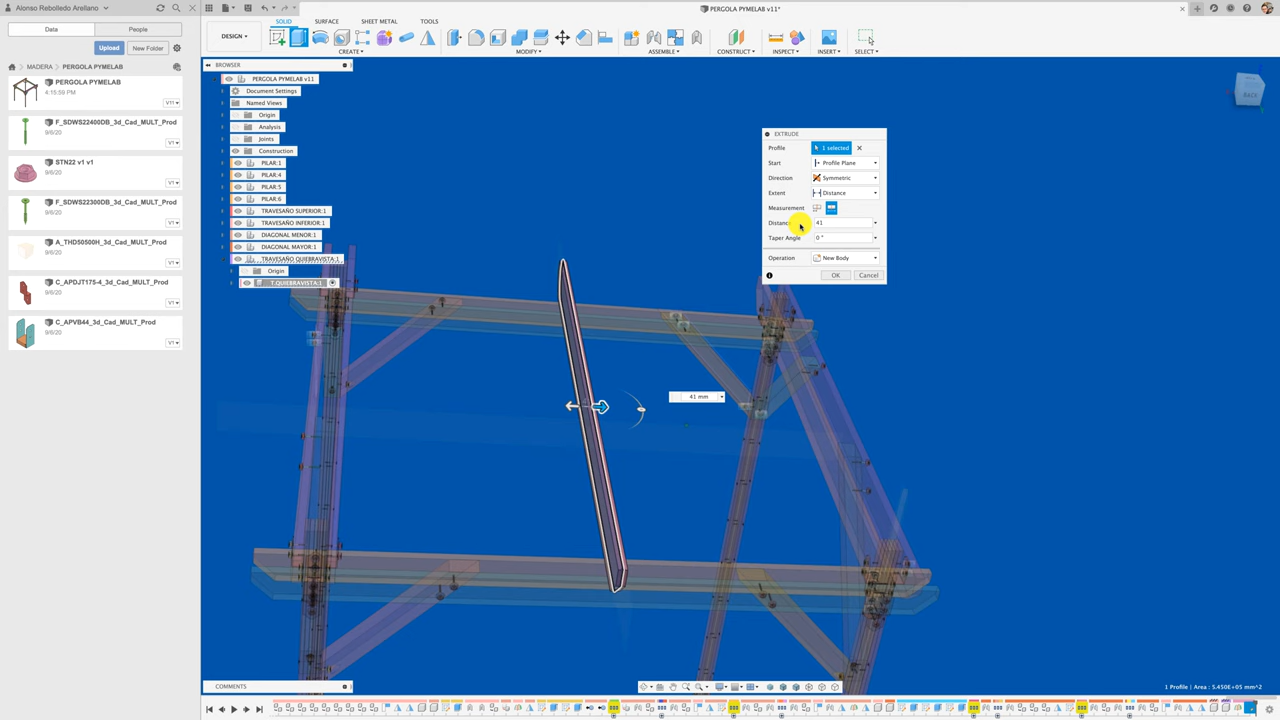 Alonso Rebolledo Arellano
PERGOLA PYMELAB v11*
Data
People
Upload
New Folder
MADERA
PERGOLA PYMELAB
PERGOLA PYMELAB
4:15:59 PM
V11
F_SDWS22400DB_3d_Cad_MULT_Prod
9/6/20
V1
STN22 v1 v1
9/6/20
V1
F_SDWS22300DB_3d_Cad_MULT_Prod
9/6/20
V1
A_THD50500H_3d_Cad_MULT_Prod
9/6/20
V1
C_APDJT175-4_3d_Cad_MULT_Prod
9/6/20
V1
C_APVB44_3d_Cad_MULT_Prod
9/6/20
V1
DESIGN
SOLID
SURFACE
SHEET METAL
TOOLS
CREATE
MODIFY
ASSEMBLE
CONSTRUCT
INSPECT
INSERT
SELECT
BROWSER
PERGOLA PYMELAB v11
Document Settings
Named Views
Origin
Analysis
Joints
Construction
PILAR:1
PILAR:4
PILAR:5
PILAR:6
TRAVESAÑO SUPERIOR:1
TRAVESAÑO INFERIOR:1
DIAGONAL MENOR:1
DIAGONAL MAYOR:1
TRAVESAÑO QUIEBRAVISTA:1
Origin
T.QUIEBRAVISTA:1
BACK
EXTRUDE
Profile
1 selected
Start
Profile Plane
Direction
Symmetric
Extent
Distance
Measurement
Distance
41
Taper Angle
0 °
Operation
New Body
OK
Cancel
41 mm
COMMENTS
1 Profile | Area : 5.450E+05 mm^2